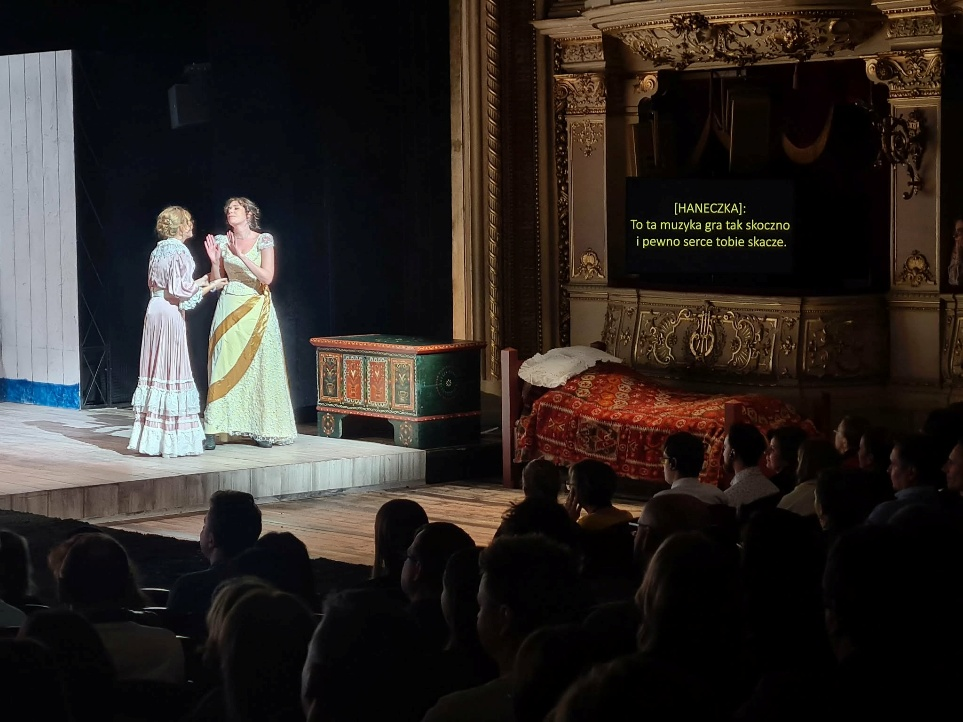 [HANECZKA]:
To ta muzyka gra tak skoczno
i pewno serce tobie skacze.